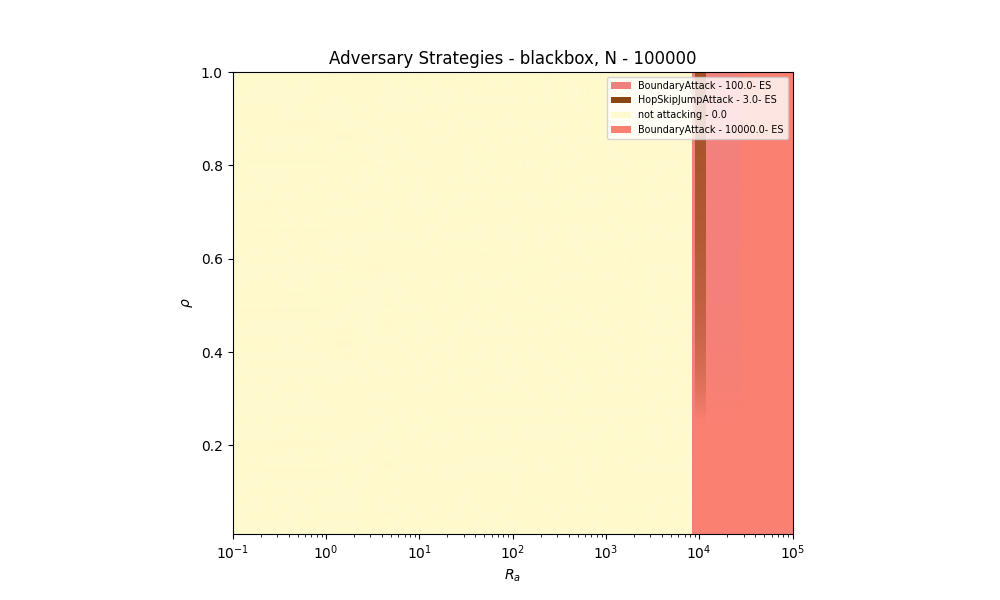 Adversary Strategies - blackbox, N - 100000
BoundaryAttack - 100.0- ES
HopSkipJumpAttack - 3.0- ES
not attacking - 0.0
BoundaryAttack - 10000.0- ES
1.0
0.8
0.6
0.4
0.2
ρ
10⁻¹ 10⁰ 10¹ 10² 10³ 10⁴ 10⁵
Rₐ